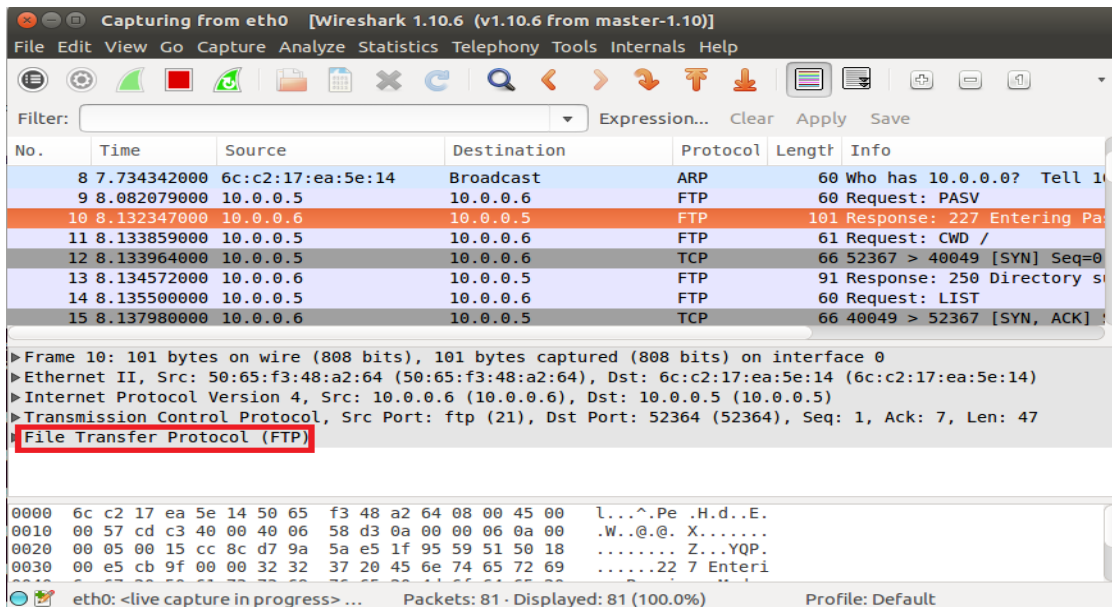 Capturing from eth0 [Wireshark 1.10.6 (v1.10.6 from master-1.10)]
File Edit View Go Capture Analyze Statistics Telephony Tools Internals Help
Filter: Expression... Clear Apply Save
No. Time Source Destination Protocol Length Info
8 7.734342000 6c:c2:17:ea:5e:14 Broadcast ARP 60 Who has 10.0.0.0? Tell
9 8.082079000 10.0.0.5 10.0.0.6 FTP 60 Request: PASV
10 8.132347000 10.0.0.6 10.0.0.5 FTP 101 Response: 227 Entering
11 8.133859000 10.0.0.5 10.0.0.6 FTP 61 Request: CWD /
12 8.133964000 10.0.0.5 10.0.0.6 TCP 66 52367 > 40049 [SYN] Seq=0
13 8.134572000 10.0.0.6 10.0.0.5 FTP 91 Response: 250 Directory
14 8.135500000 10.0.0.5 10.0.0.6 FTP 60 Request: LIST
15 8.137980000 10.0.0.6 10.0.0.5 TCP 66 40049 > 52367 [SYN, ACK]
Frame 10: 101 bytes on wire (808 bits), 101 bytes captured (808 bits) on interface 0
Ethernet II, Src: 50:65:f3:48:a2:64 (50:65:f3:48:a2:64), Dst: 6c:c2:17:ea:5e:14 (6c:c2:17:ea:5e:14)
Internet Protocol Version 4, Src: 10.0.0.6 (10.0.0.6), Dst: 10.0.0.5 (10.0.0.5)
Transmission Control Protocol, Src Port: ftp (21), Dst Port: 52364 (52364), Seq: 1, Ack: 7, Len: 47
File Transfer Protocol (FTP)
0000 6c c2 17 ea 5e 14 50 65 f3 48 a2 64 08 00 45 00 l...^.Pe .H.d..E.
0010 00 57 cd c3 40 00 40 06 58 d3 0a 00 00 06 0a 00 .W..@.@. X.......
0020 00 05 00 15 cc 8c d7 9a 5a e5 1f 95 59 51 50 18 ........ Z...YQP.
0030 00 e5 cb 9f 00 00 32 32 37 20 45 6e 74 65 72 69 ......22 7 Enteri
eth0: <live capture in progress> ... Packets: 81 · Displayed: 81 (100.0%) Profile: Default